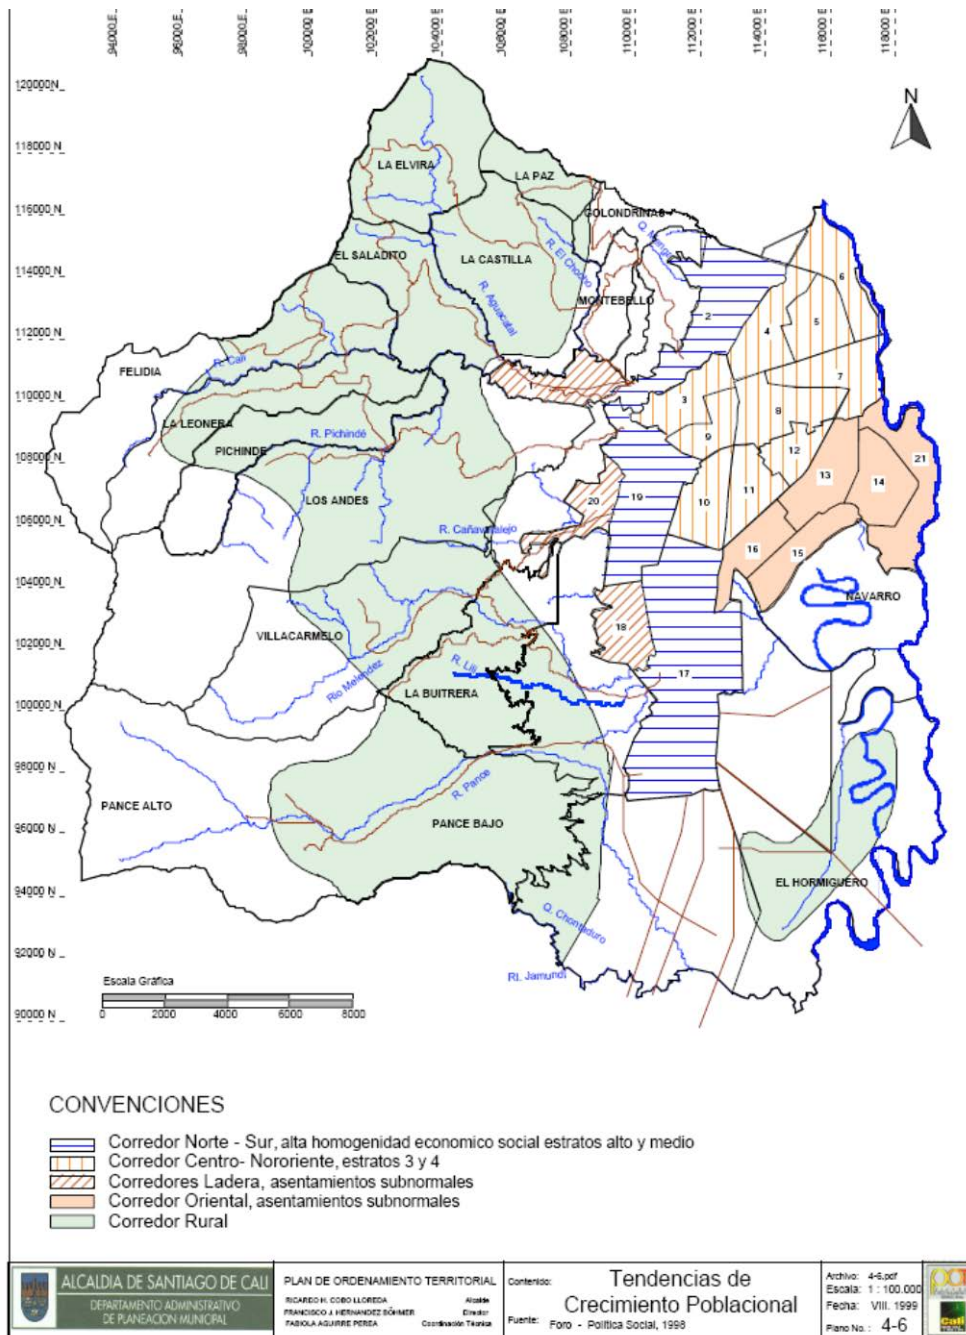 94000 E
96000 E
98000 E
100000 E
102000 E
104000 E
106000 E
108000 E
110000 E
112000 E
114000 E
116000 E
118000 E
120000 N
118000 N
116000 N
114000 N
112000 N
110000 N
108000 N
106000 N
104000 N
102000 N
100000 N
98000 N
96000 N
94000 N
92000 N
90000 N
N
LA ELVIRA
LA PAZ
GOLONDRINAS
EL SALADITO
LA CASTILLA
R. El Chocho
R. Aguacatal
MONTEBELLO
FELIDIA
R. Cali
LA LEONERA
PICHINDE
R. Pichindé
LOS ANDES
VILLACARMELO
Rio Melendez
R. Lili
LA BUITRERA
PANCE ALTO
R. Pance
PANCE BAJO
NAVARRO
EL HORMIGUERO
Q. Chontaduro
RI. Jamundi
1
2
3
4
5
6
7
8
9
10
11
12
13
14
15
16
17
18
19
20
21
Escala Gráfica
0 2000 4000 6000 8000
CONVENCIONES
Corredor Norte - Sur, alta homogenidad economico social estratos alto y medio
Corredor Centro- Nororiente, estratos 3 y 4
Corredores Ladera, asentamientos subnormales
Corredor Oriental, asentamientos subnormales
Corredor Rural
ALCALDIA DE SANTIAGO DE CALI
DEPARTAMENTO ADMINISTRATIVO
DE PLANEACION MUNICIPAL
PLAN DE ORDENAMIENTO TERRITORIAL
RICARDO H. COBO LLOREDA Alcalde
FRANCISCO J. HERNANDEZ BÖHMER Director
FABIOLA AGUIRRE PEREA Coordinación Técnica
Contenido:
Tendencias de
Crecimiento Poblacional
Fuente: Foro - Política Social, 1998
Archivo: 4-6.pdf
Escala: 1 : 100.000
Fecha: VIII. 1999
Plano No. : 4-6
Cali